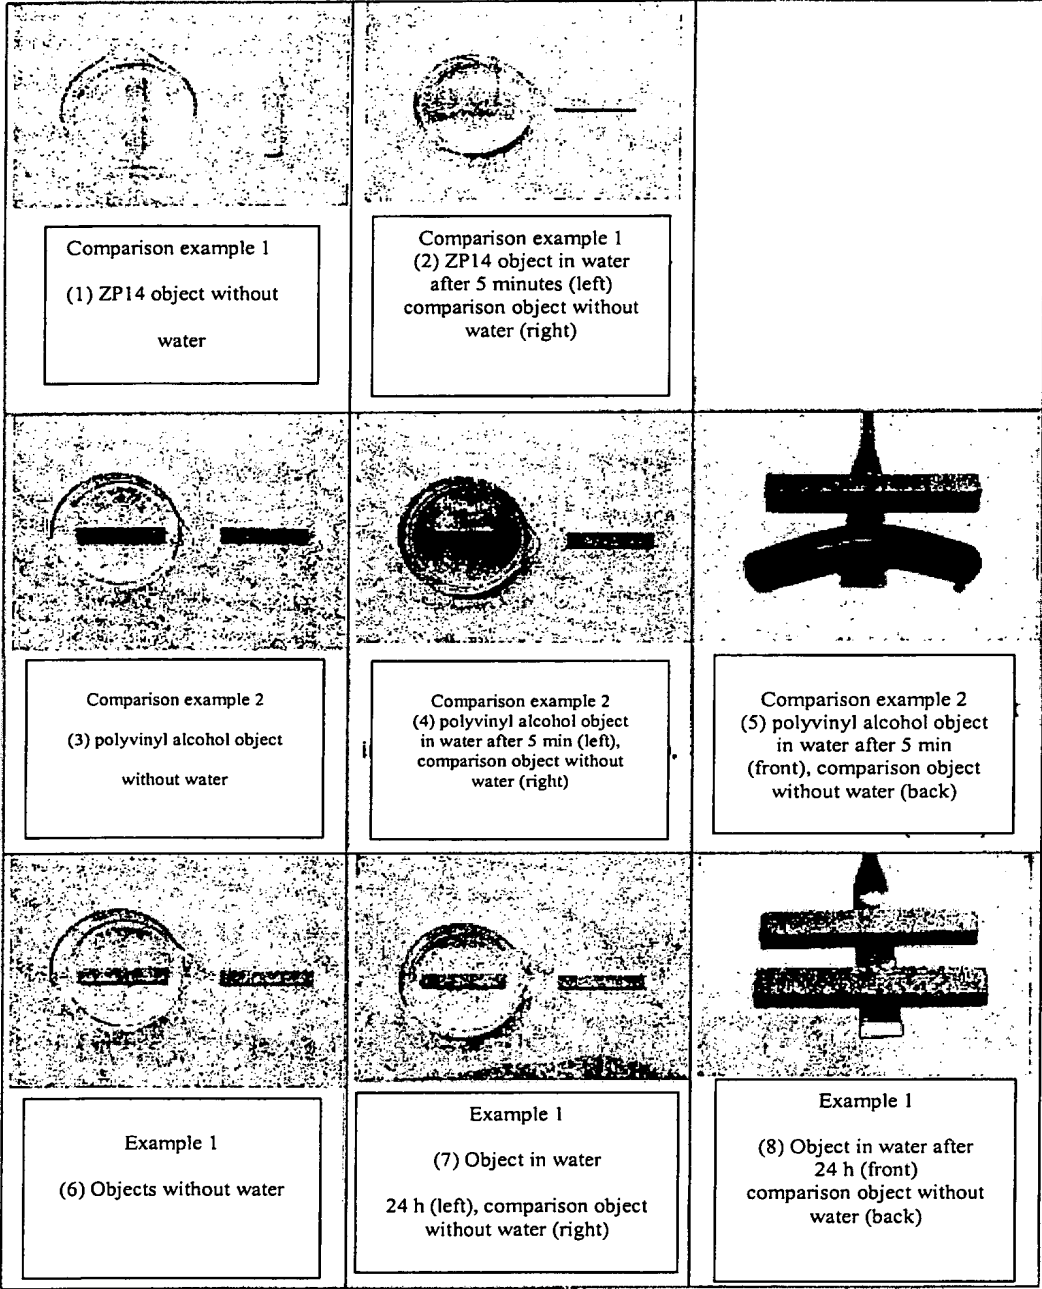 Comparison example 1
(1) ZP14 object without
water
Comparison example 1
(2) ZP14 object in water
after 5 minutes (left)
comparison object without
water (right)
Comparison example 2
(3) polyvinyl alcohol object
without water
Comparison example 2
(4) polyvinyl alcohol object
in water after 5 min (left),
comparison object without
water (right)
Comparison example 2
(5) polyvinyl alcohol object
in water after 5 min
(front), comparison object
without water (back)
Example 1
(6) Objects without water
Example 1
(7) Object in water
24 h (left), comparison object
without water (right)
Example 1
(8) Object in water after
24 h (front)
comparison object without
water (back)